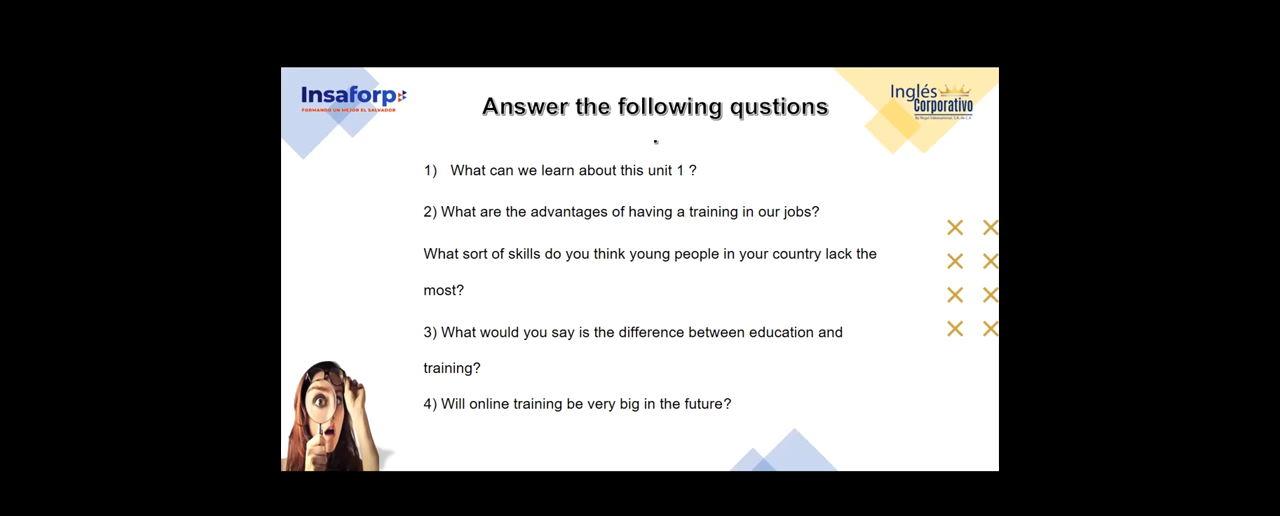 Insaforp
FORMANDO UN MEJOR EL SALVADOR
Inglés
Corporativo
Answer the following qustions
1) What can we learn about this unit 1 ?
2) What are the advantages of having a training in our jobs?
What sort of skills do you think young people in your country lack the
most?
3) What would you say is the difference between education and
training?
4) Will online training be very big in the future?